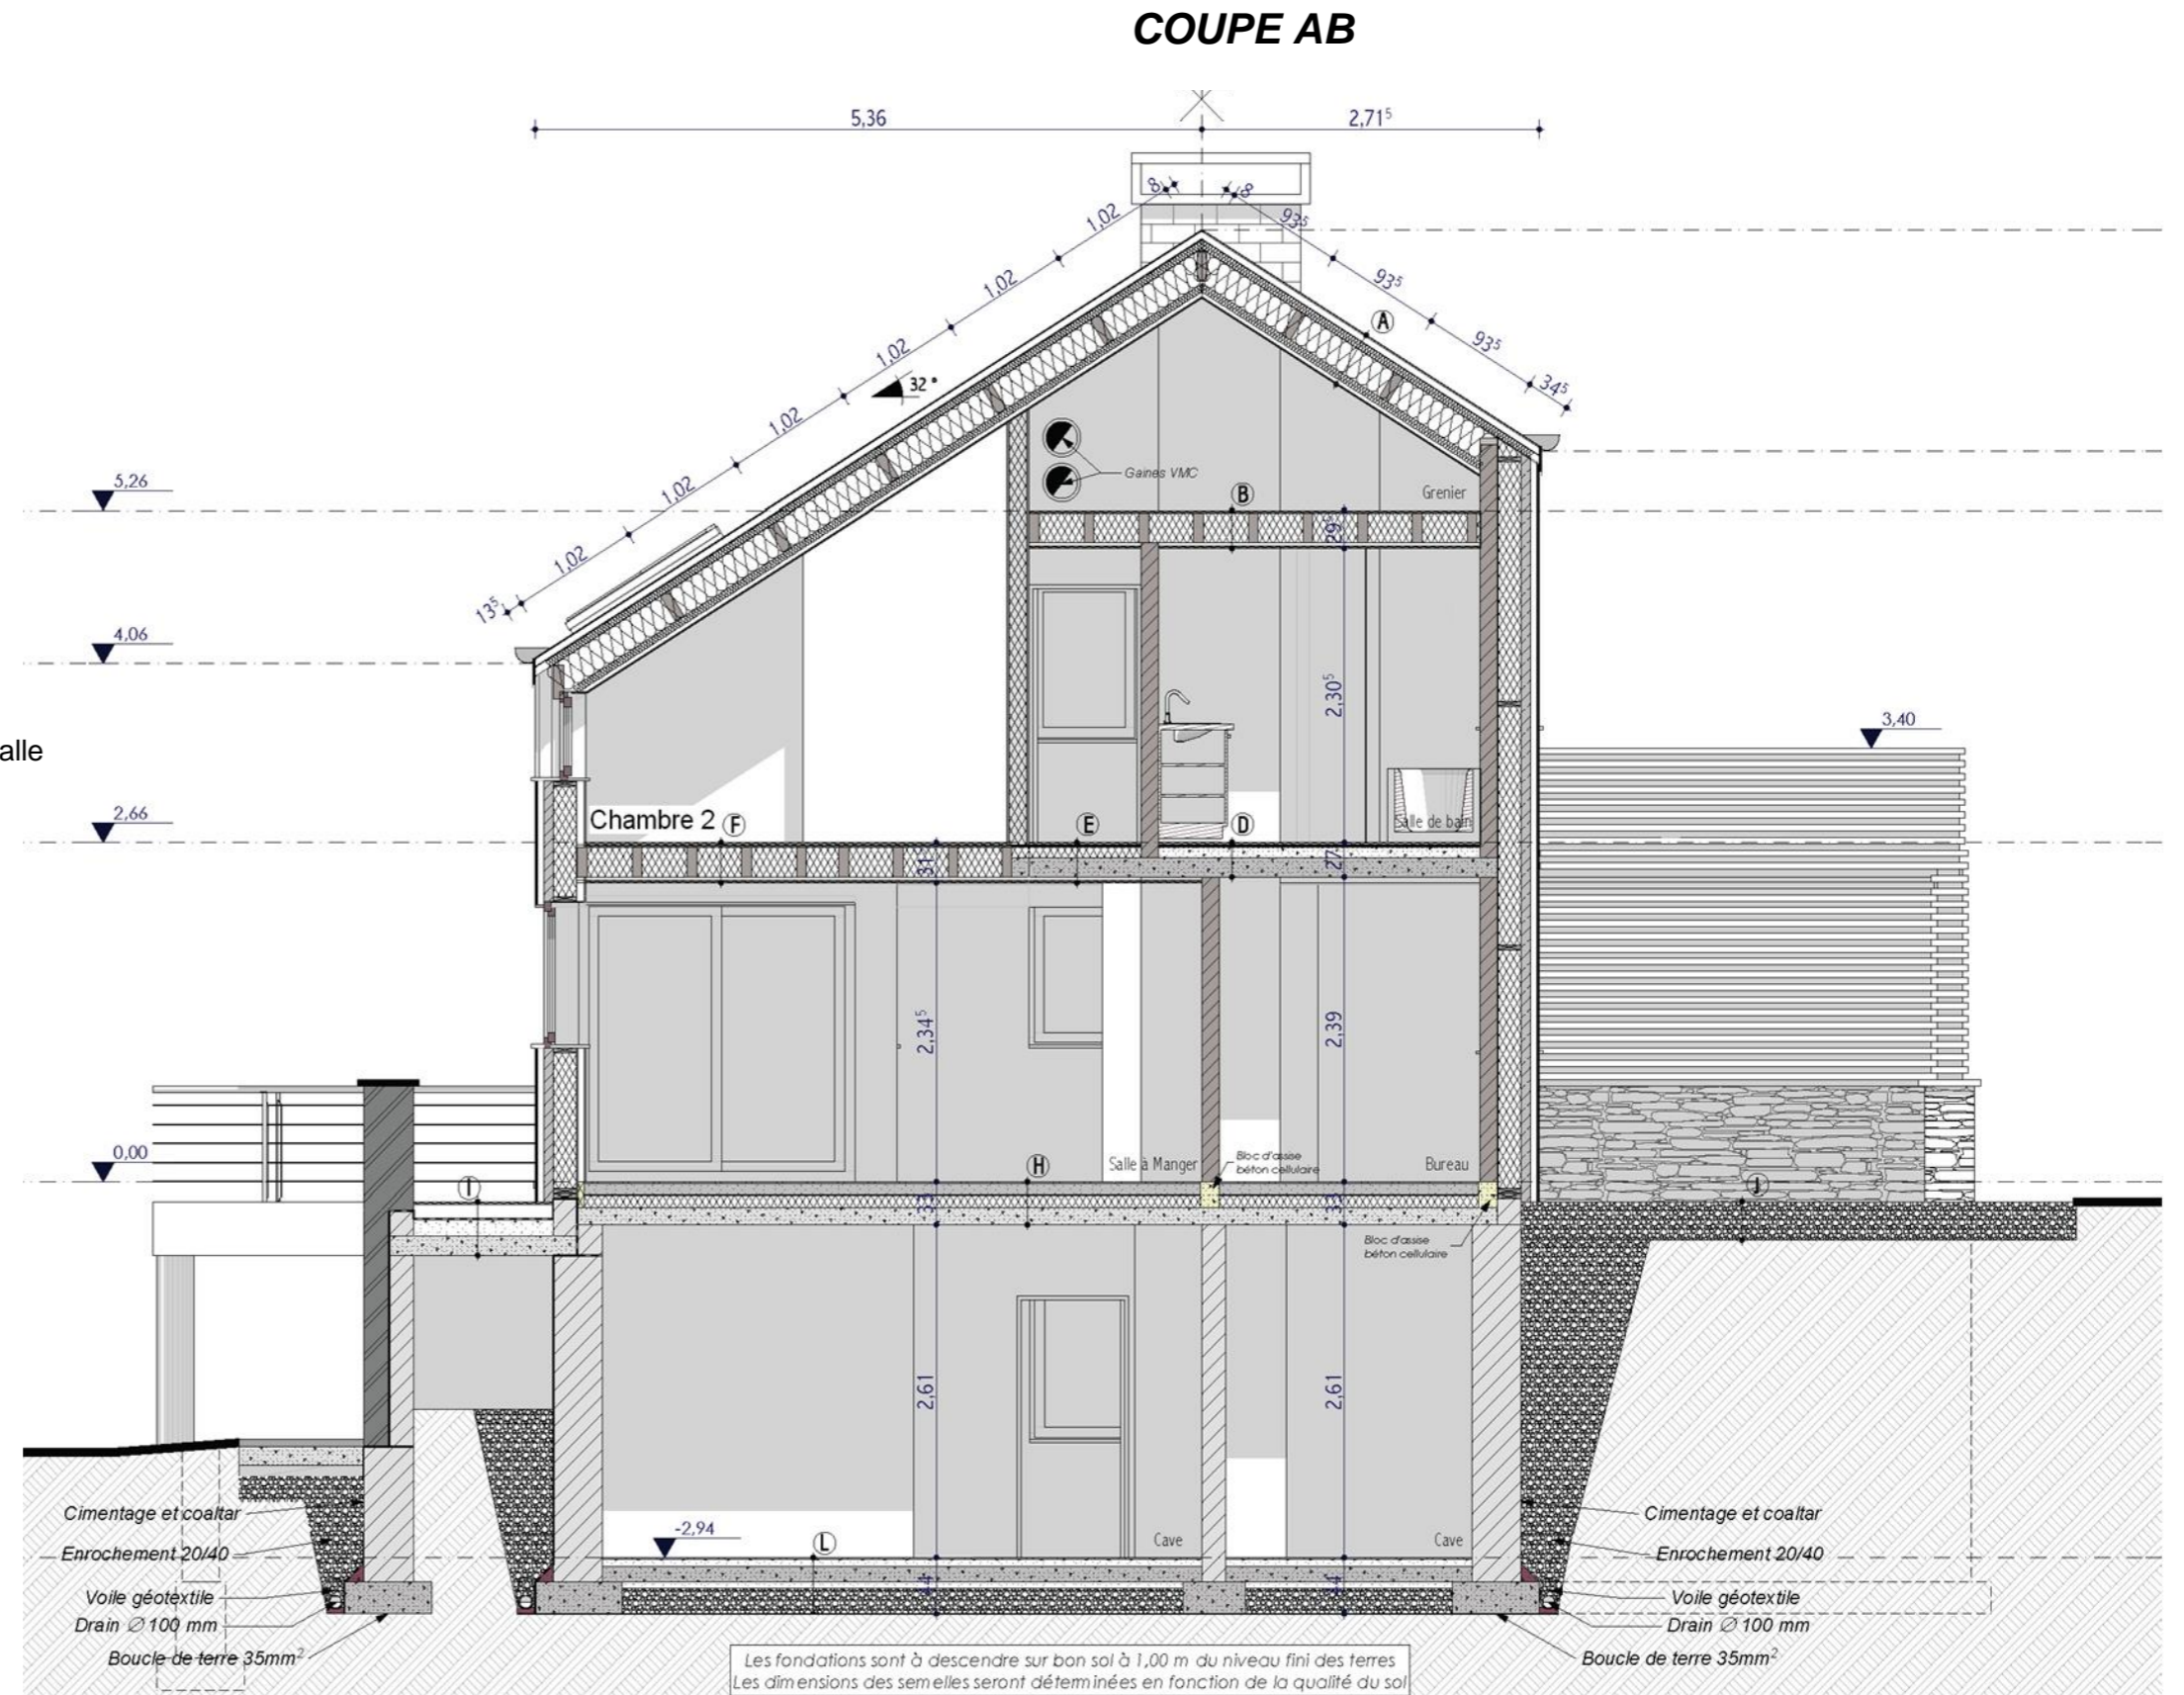 COUPE AB
5,36
2,71⁵
8
8
1,02
93⁵
1,02
93⁵
A
1,02
93⁵
32°
34⁵
1,02
Gaines VMC
1,02
5,26
Grenier
B
29⁵
1,02
13⁵
4,06
2,30⁵
3,40
alle
2,66
Chambre 2
F
E
D
Salle de bain
31⁵
27
2,34⁵
2,39
0,00
Salle à Manger
Bloc d'assise
béton cellulaire
Bureau
H
I
J
33
33
Bloc d'assise
béton cellulaire
2,61
2,61
Cimentage et coaltar
Cimentage et coaltar
-2,94
L
Cave
Cave
Enrochement 20/40
Enrochement 20/40
44
44
Voile géotextile
Voile géotextile
Drain ∅ 100 mm
Drain ∅ 100 mm
Boucle de terre 35mm²
Boucle de terre 35mm²
Les fondations sont à descendre sur bon sol à 1,00 m du niveau fini des terres
Les dimensions des semelles seront déterminées en fonction de la qualité du sol